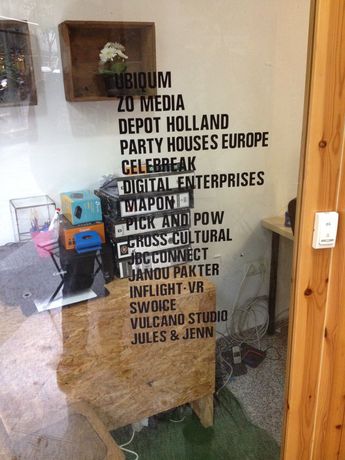 UBIQUM
ZO MEDIA
DEPOT HOLLAND
PARTY HOUSES EUROPE
CELEBREAK
DIGITAL ENTERPRISES
MAPON
PICK AND POW
CROSS CULTURAL
JBCCONNECT
JANOU PAKTER
INFLIGHT-VR
SWOICE
VULCANO STUDIO
JULES & JENN